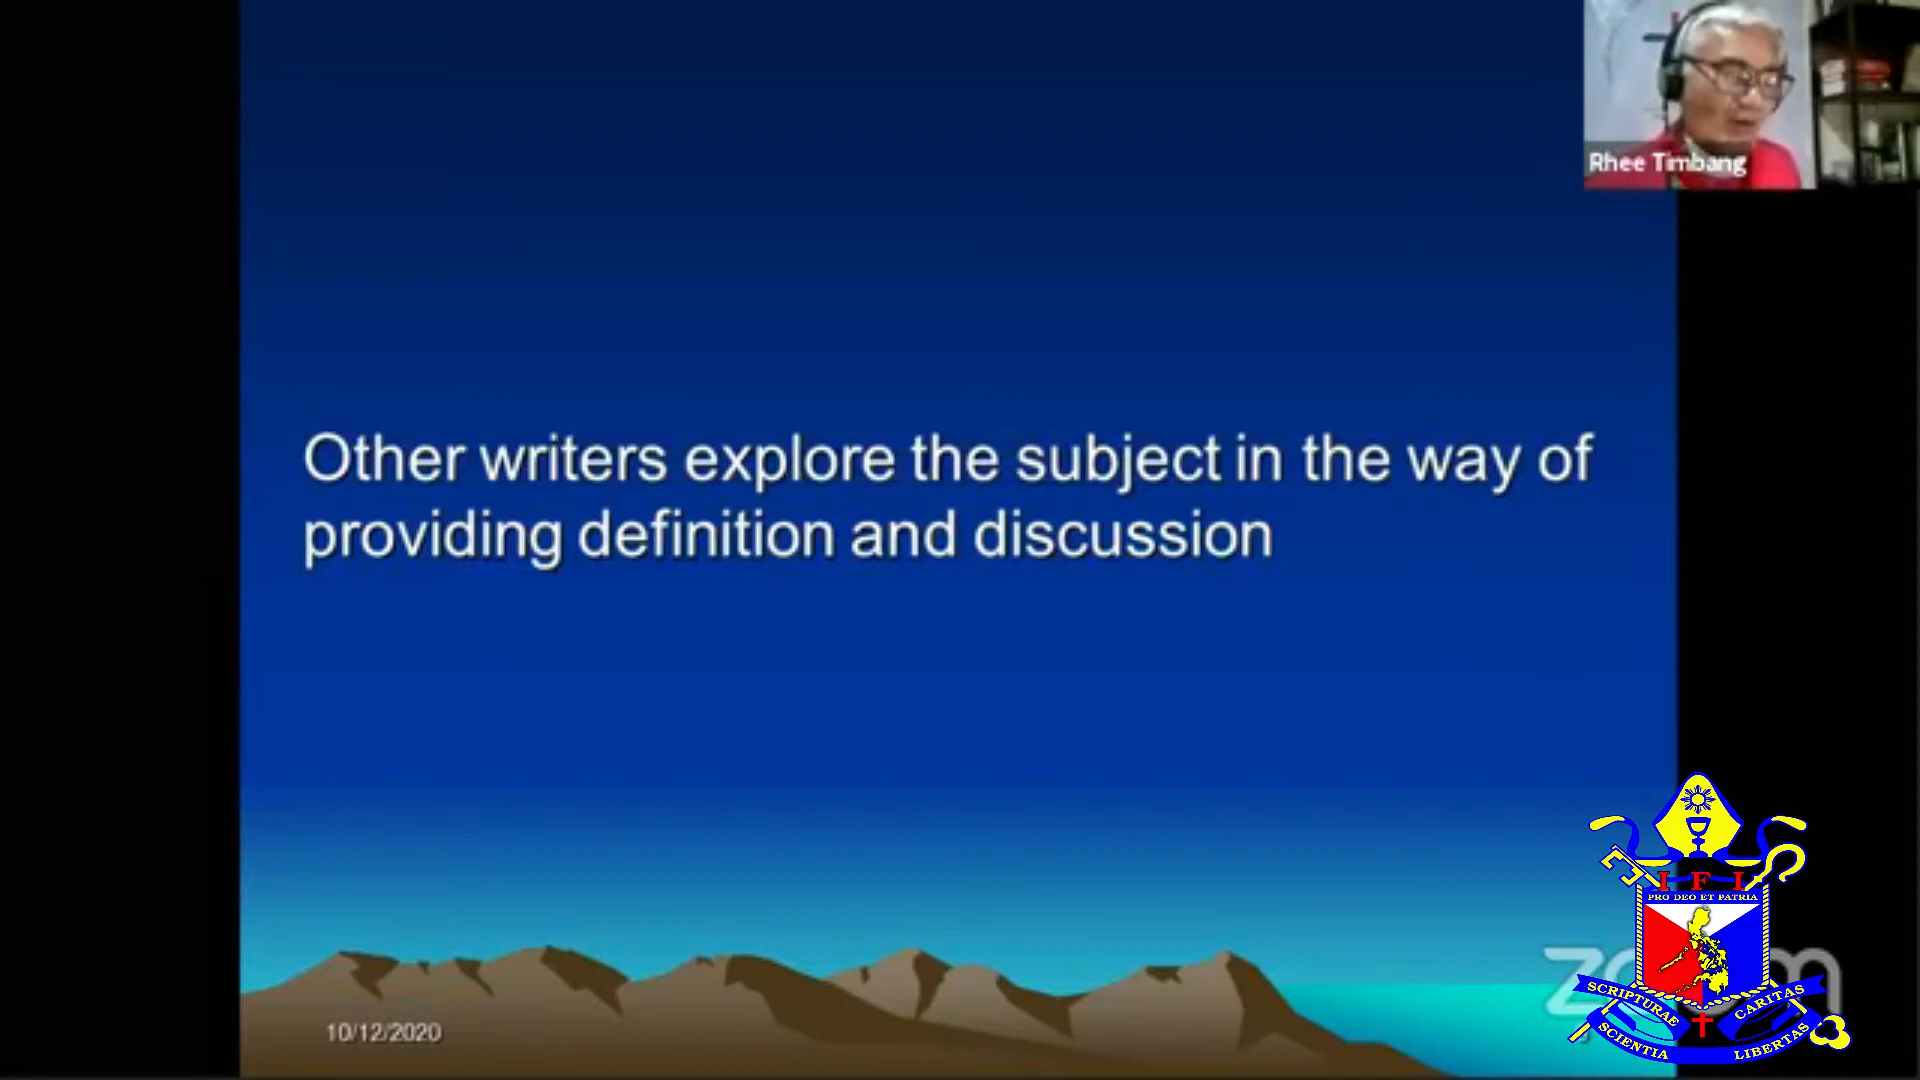 Rhee Timbang
Other writers explore the subject in the way of
providing definition and discussion
I F I
PRO DEO ET PATRIA
zoom
SCRIPTURAE
CARITAS
SCIENTIA
LIBERTAS
10/12/2020